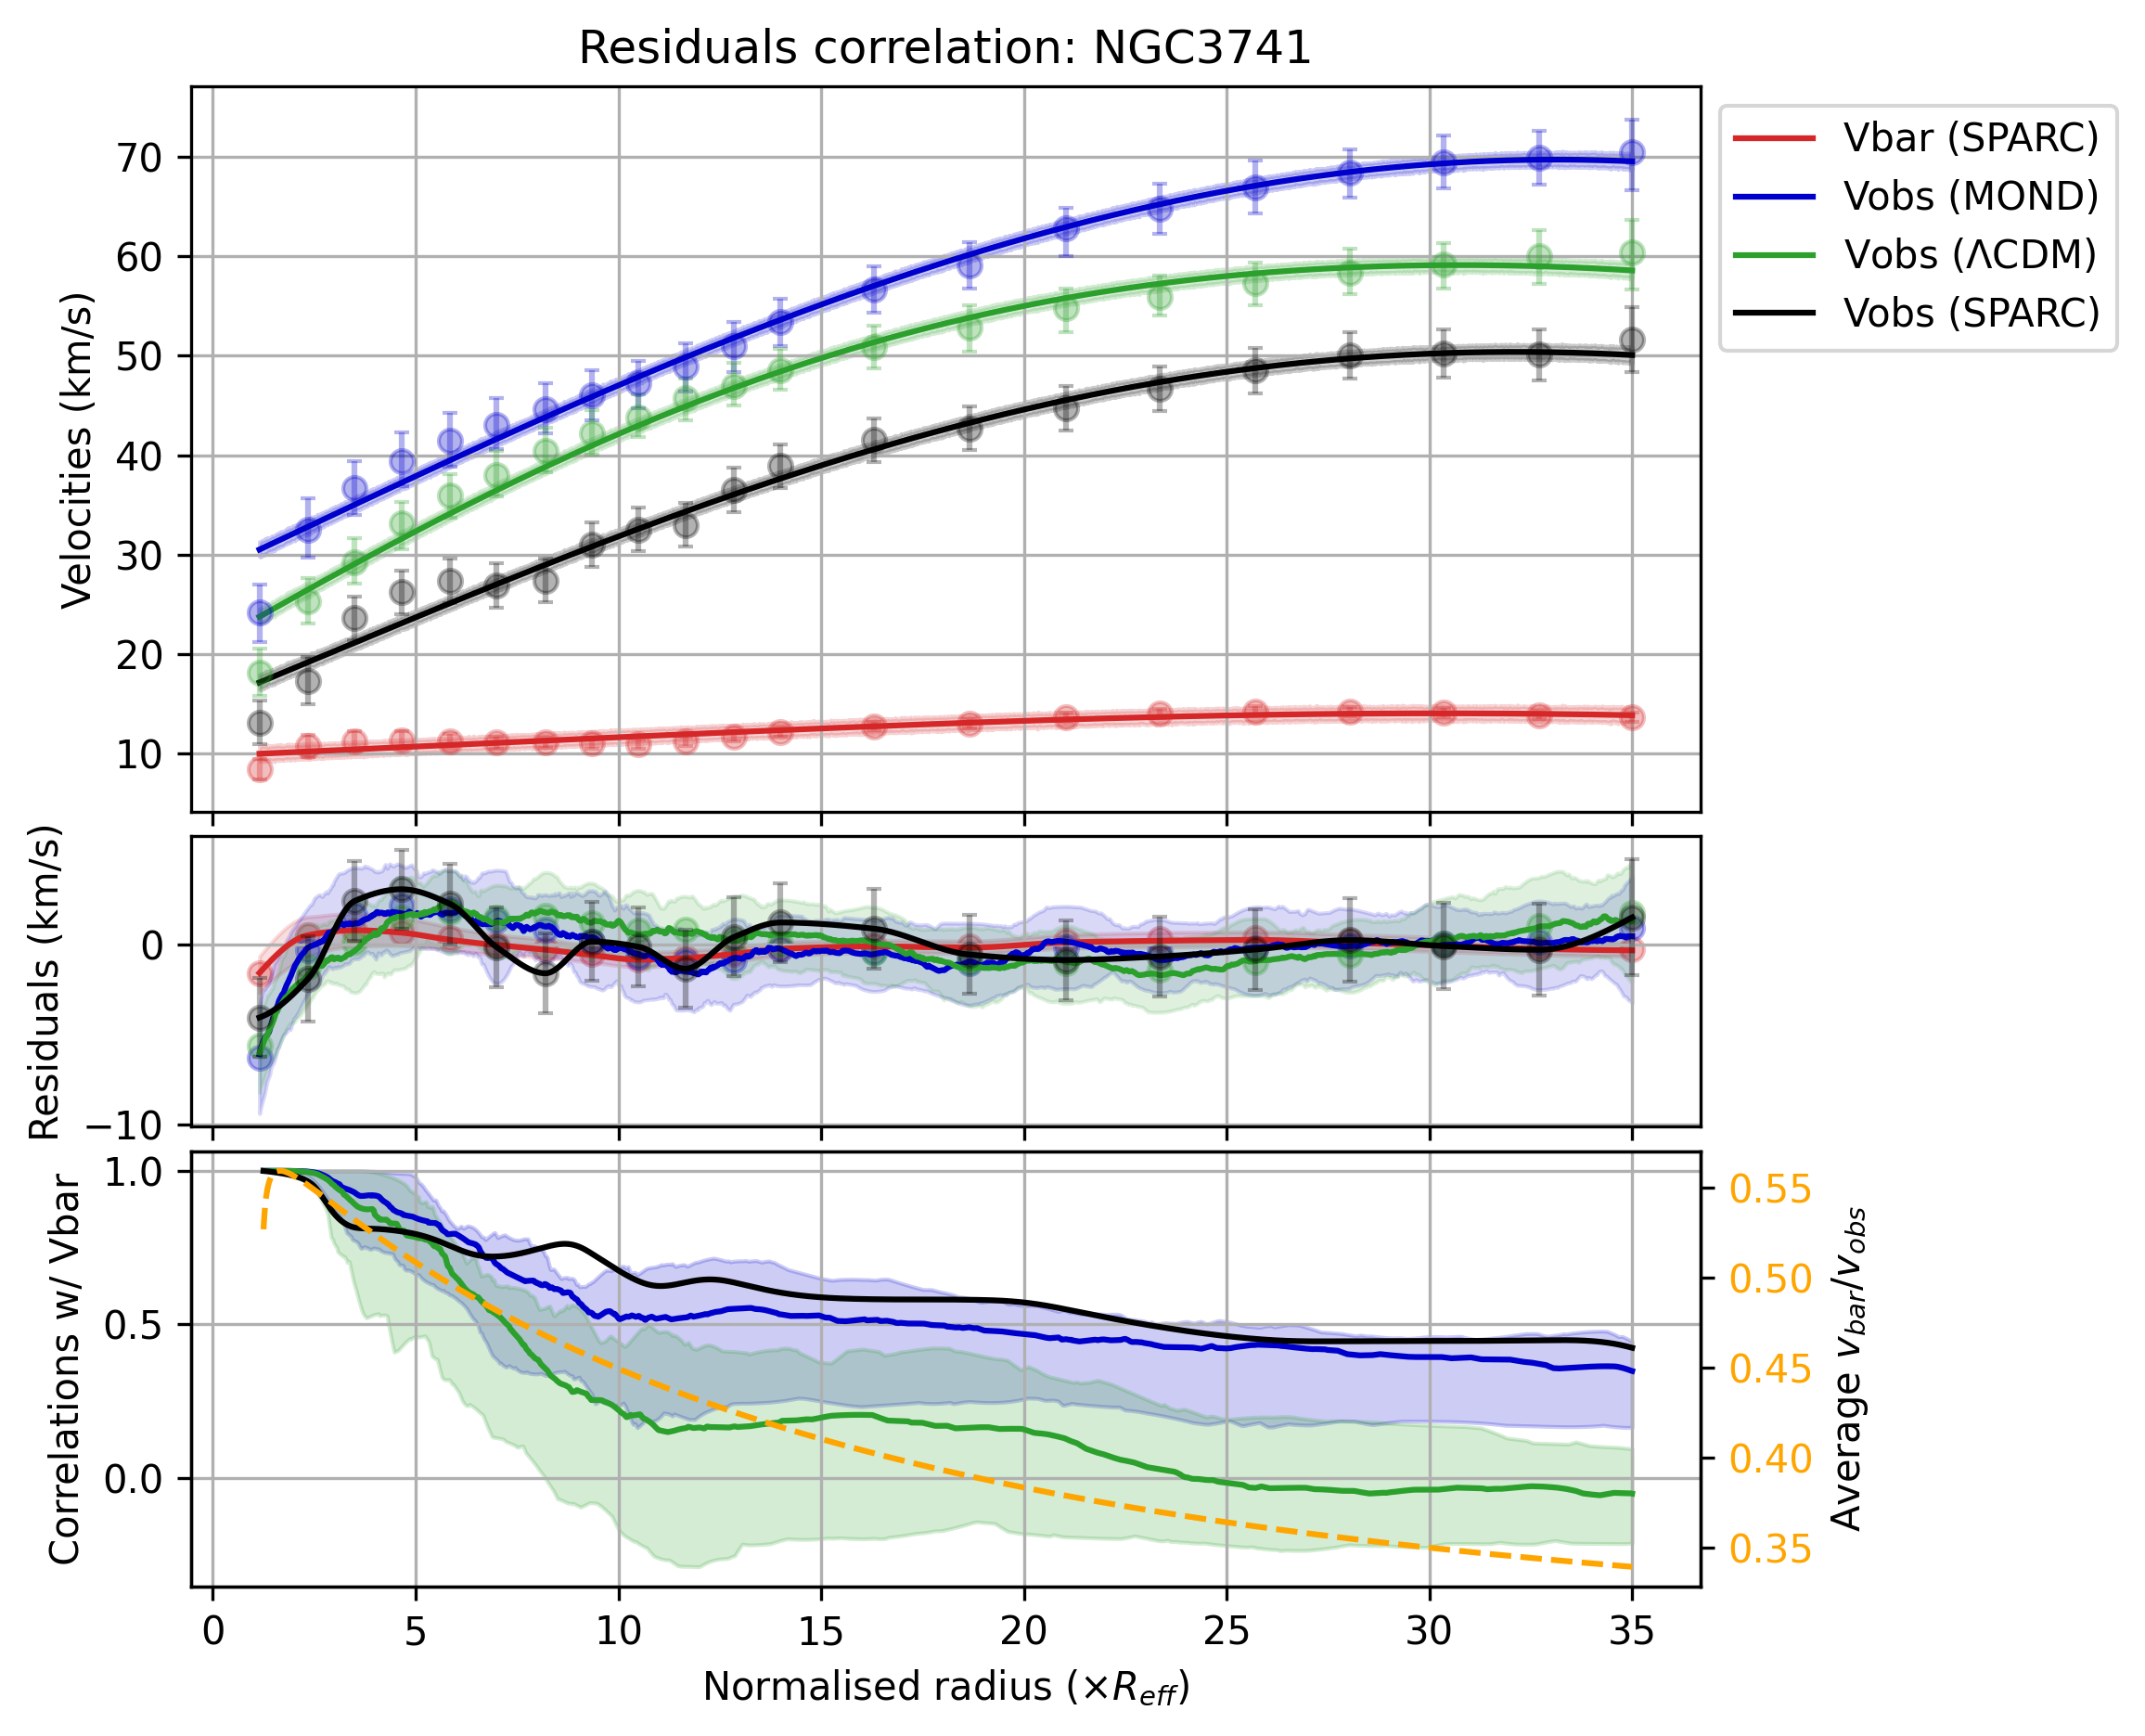 Residuals correlation: NGC3741
Velocities (km/s)
70
60
50
40
30
20
10
Vbar (SPARC)
Vobs (MOND)
Vobs (ΛCDM)
Vobs (SPARC)
Residuals (km/s)
0
−10
Correlations w/ Vbar
1.0
0.5
0.0
0.55
0.50
0.45
0.40
0.35
Average v_bar/v_obs
0 5 10 15 20 25 30 35
Normalised radius (×R_eff)